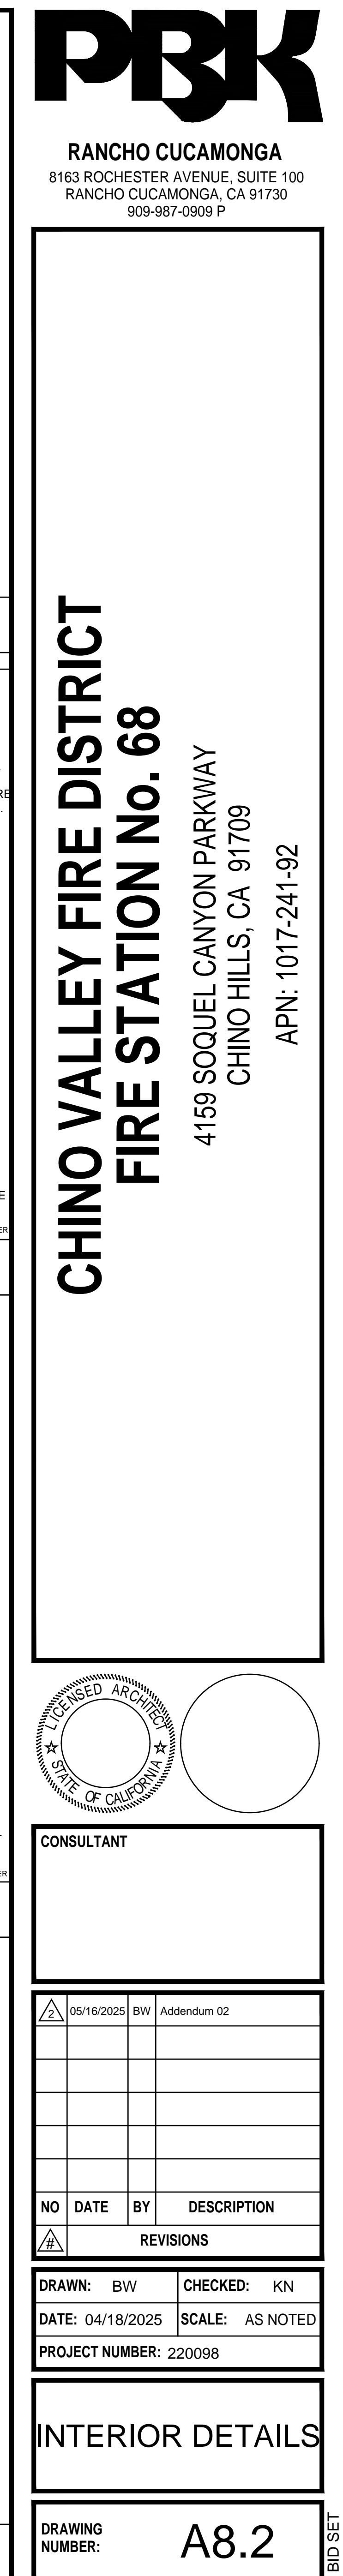 PBK
RANCHO CUCAMONGA
8163 ROCHESTER AVENUE, SUITE 100
RANCHO CUCAMONGA, CA 91730
909-987-0909 P
CHINO VALLEY FIRE DISTRICT
FIRE STATION No. 68
4159 SOQUEL CANYON PARKWAY
CHINO HILLS, CA 91709
APN: 1017-241-92
LICENSED ARCHITECT
STATE OF CALIFORNIA
CONSULTANT
2 05/16/2025 BW Addendum 02
NO DATE BY DESCRIPTION
# REVISIONS
DRAWN: BW CHECKED: KN
DATE: 04/18/2025 SCALE: AS NOTED
PROJECT NUMBER: 220098
INTERIOR DETAILS
DRAWING
NUMBER: A8.2
BID SET